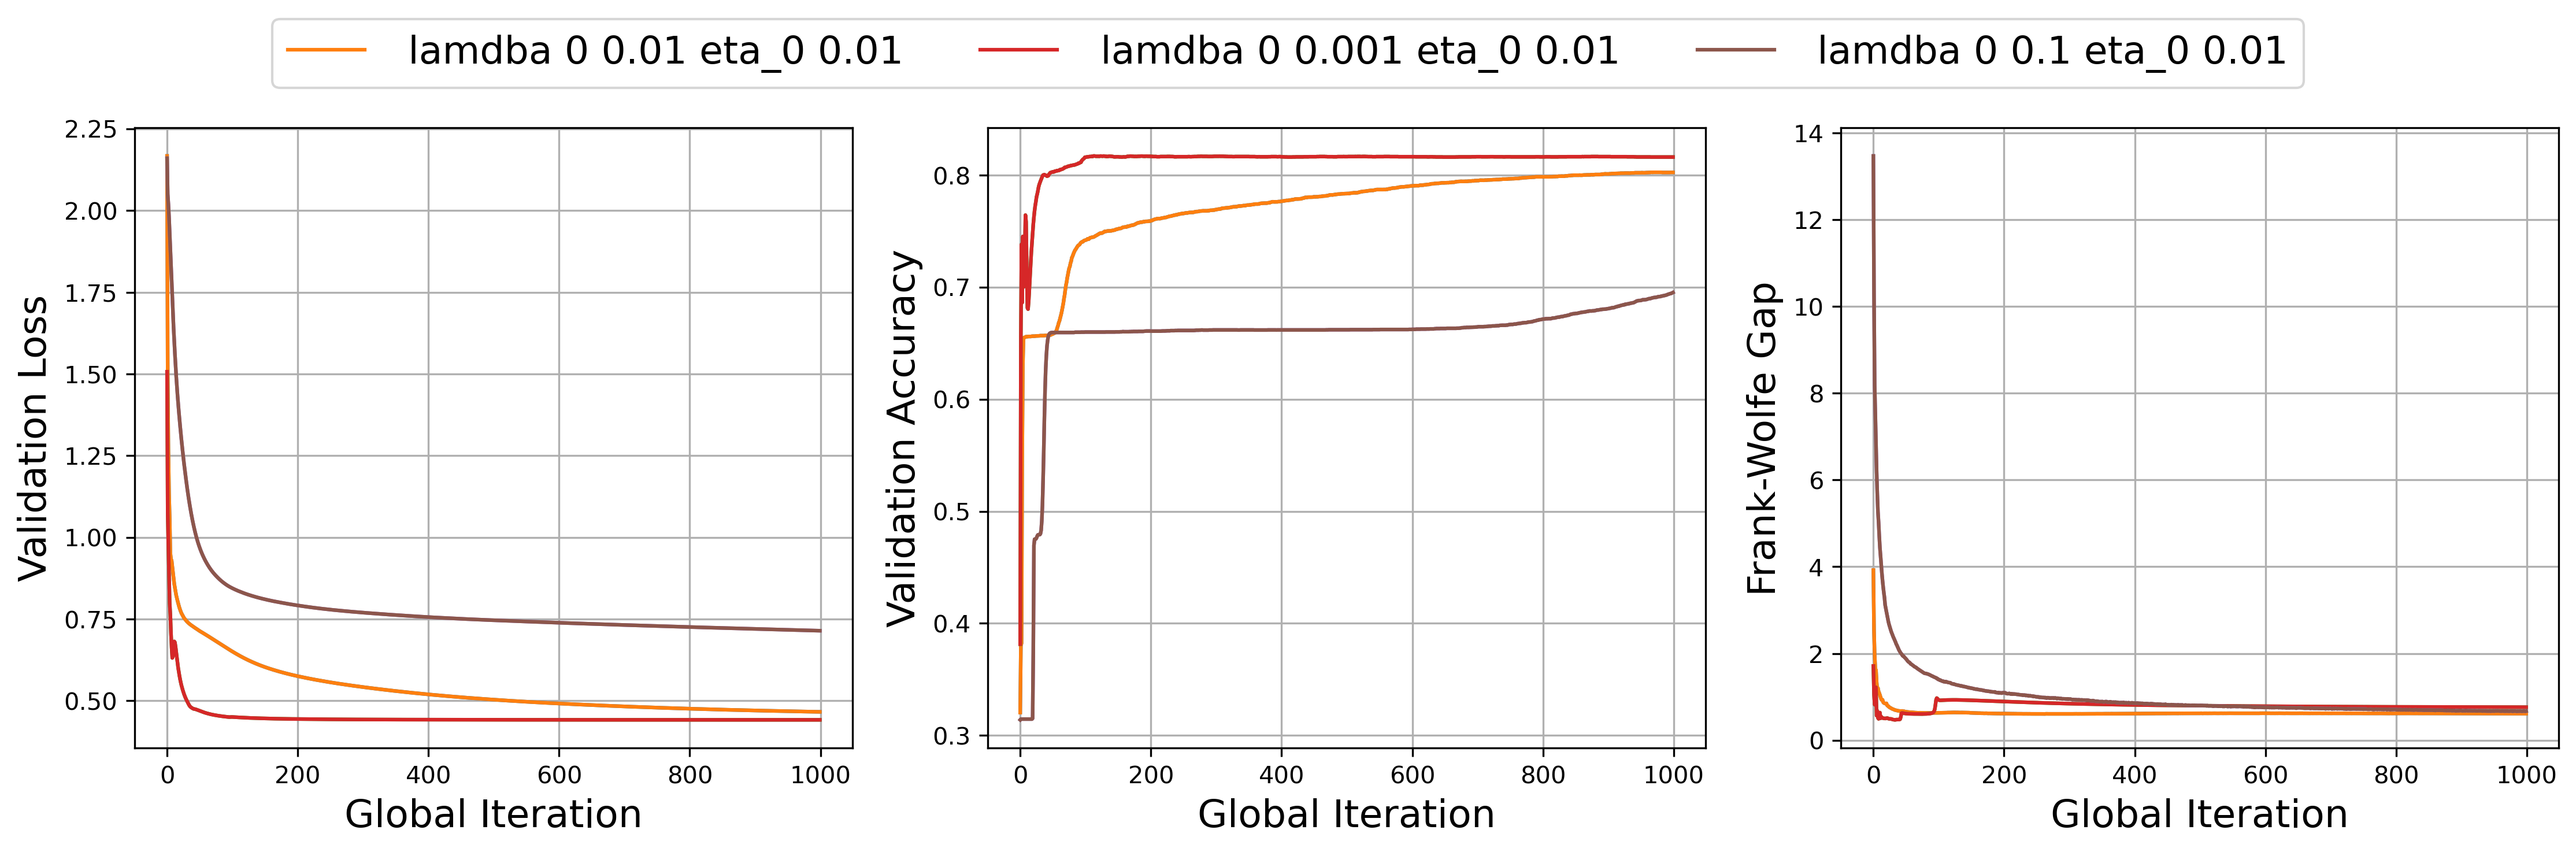 lamdba 0 0.01 eta_0 0.01
lamdba 0 0.001 eta_0 0.01
lamdba 0 0.1 eta_0 0.01
Validation Loss
2.25
2.00
1.75
1.50
1.25
1.00
0.75
0.50
0 200 400 600 800 1000
Global Iteration
Validation Accuracy
0.8
0.7
0.6
0.5
0.4
0.3
0 200 400 600 800 1000
Global Iteration
Frank-Wolfe Gap
14
12
10
8
6
4
2
0
0 200 400 600 800 1000
Global Iteration